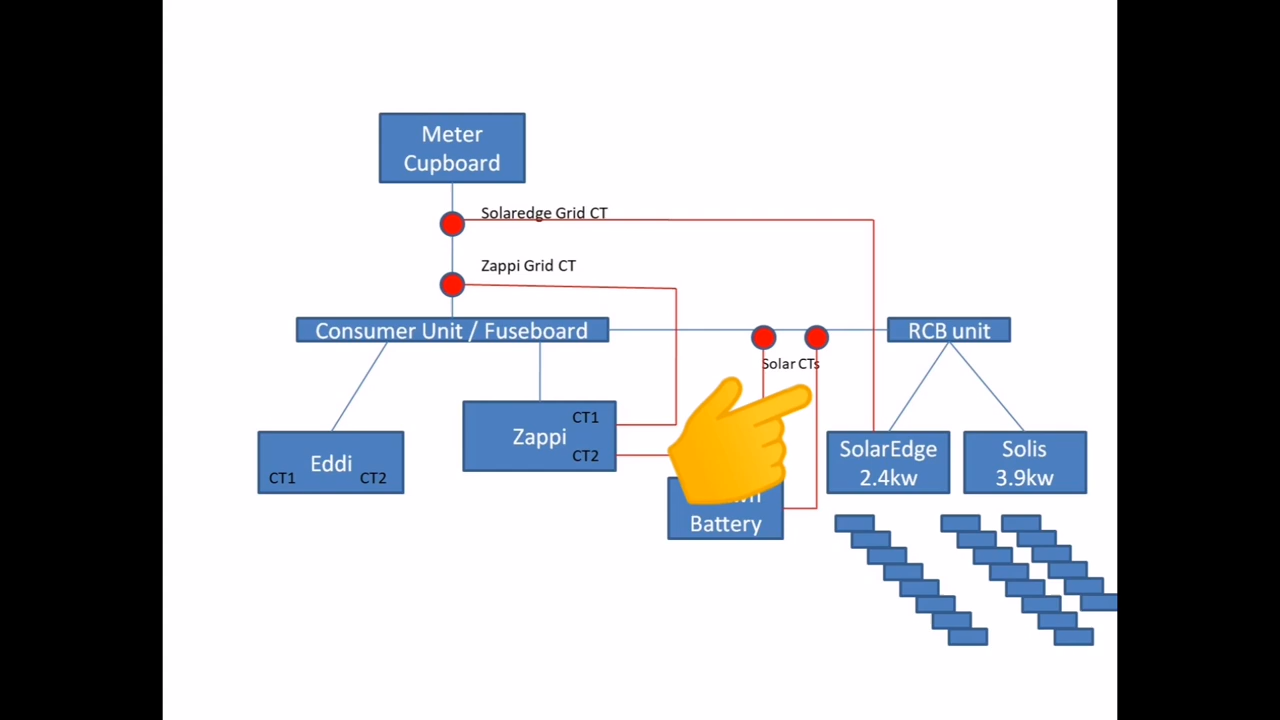 Meter
Cupboard
Solaredge Grid CT
Zappi Grid CT
Consumer Unit / Fuseboard
RCB unit
Solar CTs
CT1
Zappi
CT2
Eddi
CT1
CT2
SolarEdge
2.4kw
Solis
3.9kw
Battery